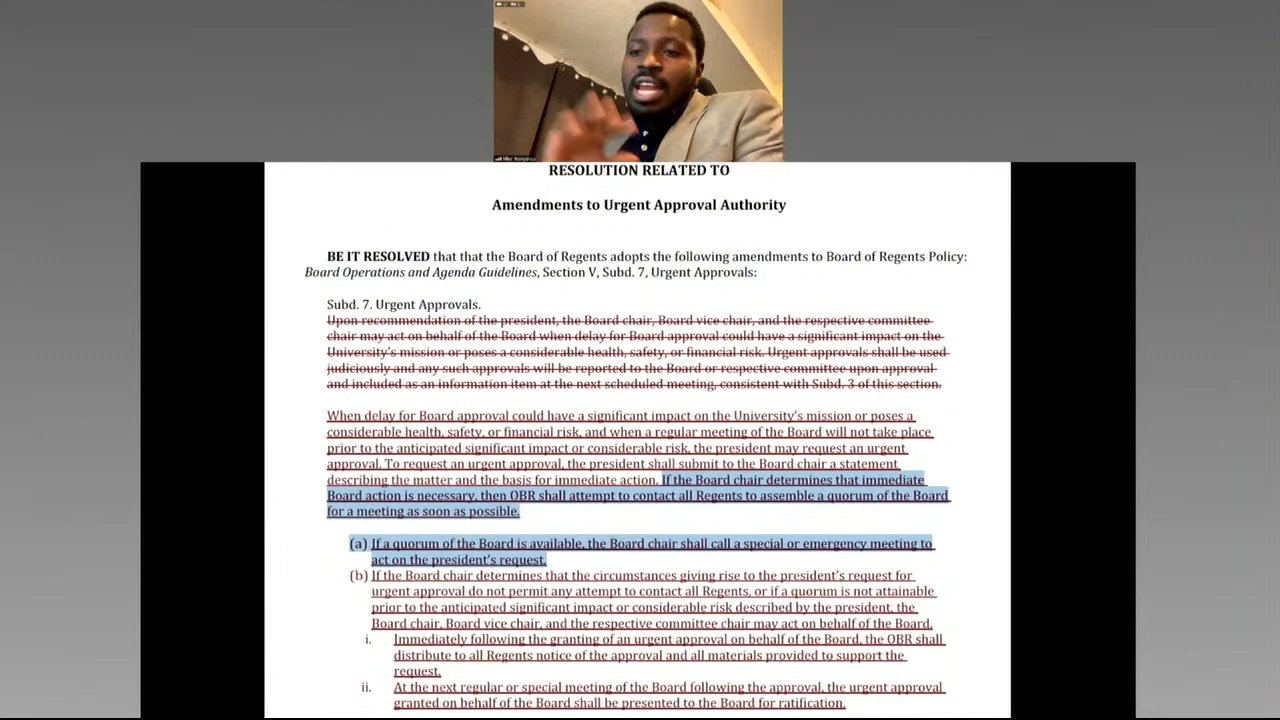 RESOLUTION RELATED TO
Amendments to Urgent Approval Authority
BE IT RESOLVED that that the Board of Regents adopts the following amendments to Board of Regents Policy:
Board Operations and Agenda Guidelines, Section V, Subd. 7, Urgent Approvals:
Subd. 7. Urgent Approvals.
Upon recommendation of the president, the Board chair, Board vice chair, and the respective committee
chair may act on behalf of the Board when delay for Board approval could have a significant impact on the
University's mission or poses a considerable health, safety, or financial risk. Urgent approvals shall be used
judiciously and any such approvals will be reported to the Board or respective committee upon approval
and included as an information item at the next scheduled meeting, consistent with Subd. 3 of this section.
When delay for Board approval could have a significant impact on the University's mission or poses a
considerable health, safety, or financial risk, and when a regular meeting of the Board will not take place
prior to the anticipated significant impact or considerable risk, the president may request an urgent
approval. To request an urgent approval, the president shall submit to the Board chair a statement
describing the matter and the basis for immediate action. If the Board chair determines that immediate
Board action is necessary, then OBR shall attempt to contact all Regents to assemble a quorum of the Board
for a meeting as soon as possible.
(a) If a quorum of the Board is available, the Board chair shall call a special or emergency meeting to
act on the president's request.
(b) If the Board chair determines that the circumstances giving rise to the president's request for
urgent approval do not permit any attempt to contact all Regents, or if a quorum is not attainable
prior to the anticipated significant impact or considerable risk described by the president, the
Board chair, Board vice chair, and the respective committee chair may act on behalf of the Board.
i. Immediately following the granting of an urgent approval on behalf of the Board, the OBR shall
distribute to all Regents notice of the approval and all materials provided to support the
request.
ii. At the next regular or special meeting of the Board following the approval, the urgent approval
granted on behalf of the Board shall be presented to the Board for ratification.